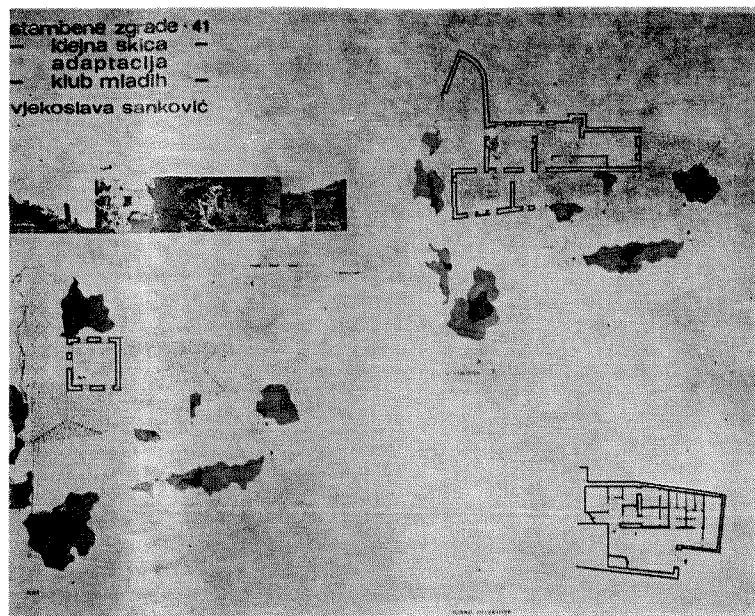 stambene zgrade · 41
— idejna skica —
adaptacija
— klub mladih —
vjekoslava sanković